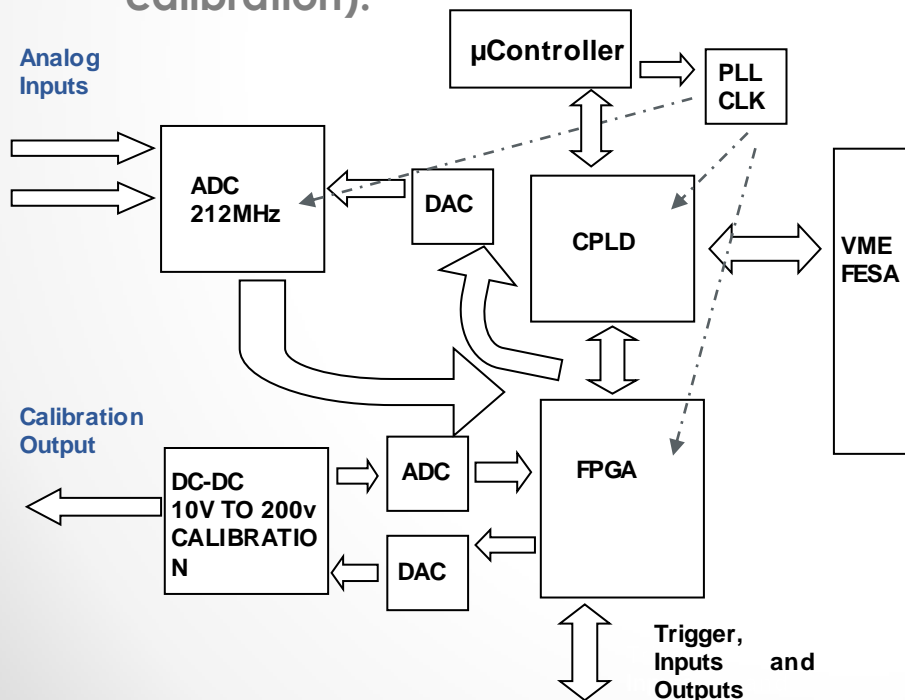 calibration).
Analog
Inputs
µController
PLL
CLK
ADC
212MHz
DAC
CPLD
VME
FESA
Calibration
Output
DC-DC
10V TO 200v
CALIBRATIO
N
ADC
FPGA
DAC
Trigger,
Inputs and
Outputs